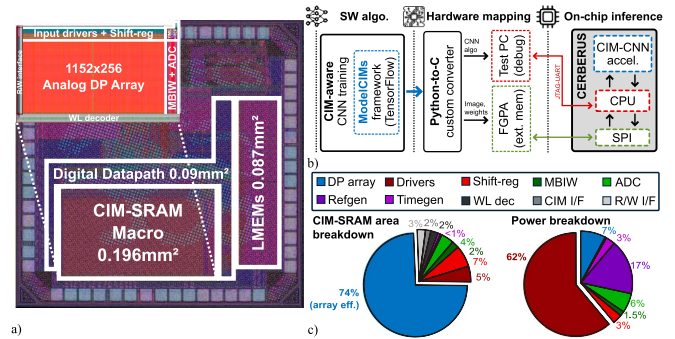 a)
Input drivers + Shift-reg
R/W interface
1152x256
Analog DP Array
MBIW + ADC
WL decoder
Digital Datapath 0.09mm²
CIM-SRAM
Macro
0.196mm²
LMEMs 0.087mm²
b)
SW algo.
Hardware mapping
On-chip inference
CIM-aware
CNN training
ModelCIMs
framework
(TensorFlow)
Python-to-C
custom converter
CNN
algo
Image,
weights
Test PC
(debug)
FGPA
(ext. mem)
JTAG/UART
CERBERUS
CIM-CNN
accel.
CPU
SPI
DP array
Drivers
Shift-reg
MBIW
ADC
Refgen
Timegen
WL dec
CIM I/F
R/W I/F
c)
CIM-SRAM area
breakdown
3%
2%
2%
<1%
4%
2%
7%
5%
74%
(array eff.)
Power breakdown
7%
3%
17%
6%
1.5%
3%
62%